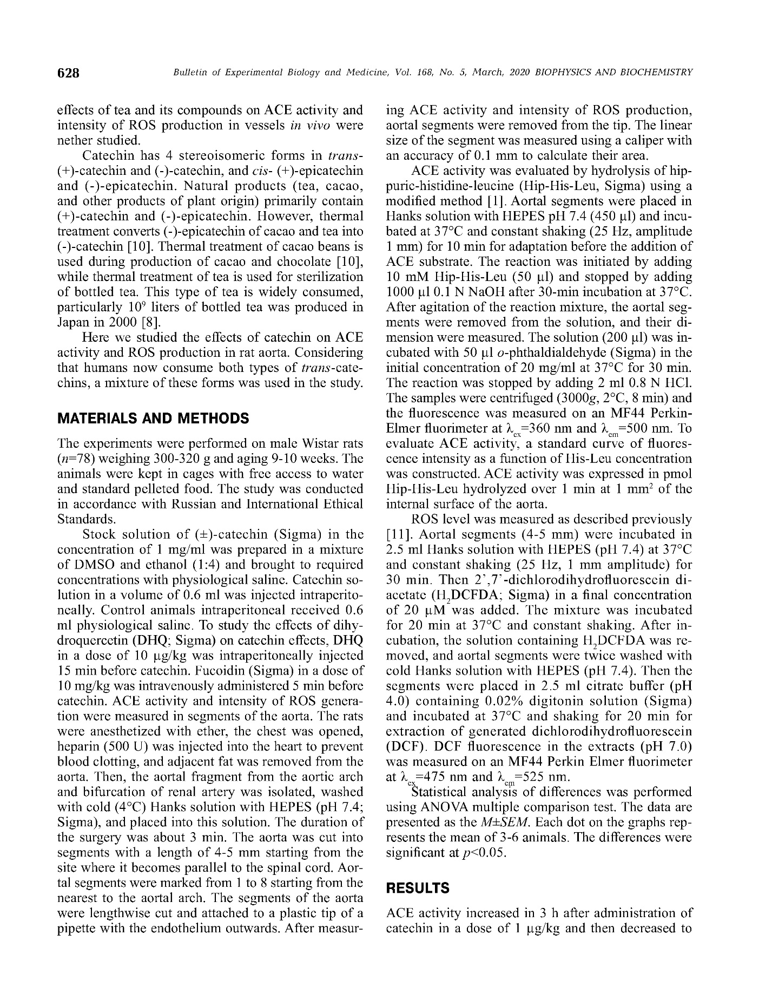 628
Bulletin of Experimental Biology and Medicine, Vol. 168, No. 5, March, 2020 BIOPHYSICS AND BIOCHEMISTRY
effects of tea and its compounds on ACE activity and
intensity of ROS production in vessels in vivo were
nether studied.
Catechin has 4 stereoisomeric forms in trans-
(+)-catechin and (-)-catechin, and cis- (+)-epicatechin
and (-)-epicatechin. Natural products (tea, cacao,
and other products of plant origin) primarily contain
(+)-catechin and (-)-epicatechin. However, thermal
treatment converts (-)-epicatechin of cacao and tea into
(-)-catechin [10]. Thermal treatment of cacao beans is
used during production of cacao and chocolate [10],
while thermal treatment of tea is used for sterilization
of bottled tea. This type of tea is widely consumed,
particularly 10⁹ liters of bottled tea was produced in
Japan in 2000 [8].
Here we studied the effects of catechin on ACE
activity and ROS production in rat aorta. Considering
that humans now consume both types of trans-cate-
chins, a mixture of these forms was used in the study.
MATERIALS AND METHODS
The experiments were performed on male Wistar rats
(n=78) weighing 300-320 g and aging 9-10 weeks. The
animals were kept in cages with free access to water
and standard pelleted food. The study was conducted
in accordance with Russian and International Ethical
Standards.
Stock solution of (±)-catechin (Sigma) in the
concentration of 1 mg/ml was prepared in a mixture
of DMSO and ethanol (1:4) and brought to required
concentrations with physiological saline. Catechin so-
lution in a volume of 0.6 ml was injected intraperito-
neally. Control animals intraperitoneal received 0.6
ml physiological saline. To study the effects of dihy-
droquercetin (DHQ; Sigma) on catechin effects, DHQ
in a dose of 10 μg/kg was intraperitoneally injected
15 min before catechin. Fucoidin (Sigma) in a dose of
10 mg/kg was intravenously administered 5 min before
catechin. ACE activity and intensity of ROS genera-
tion were measured in segments of the aorta. The rats
were anesthetized with ether, the chest was opened,
heparin (500 U) was injected into the heart to prevent
blood clotting, and adjacent fat was removed from the
aorta. Then, the aortal fragment from the aortic arch
and bifurcation of renal artery was isolated, washed
with cold (4°C) Hanks solution with HEPES (pH 7.4;
Sigma), and placed into this solution. The duration of
the surgery was about 3 min. The aorta was cut into
segments with a length of 4-5 mm starting from the
site where it becomes parallel to the spinal cord. Aor-
tal segments were marked from 1 to 8 starting from the
nearest to the aortal arch. The segments of the aorta
were lengthwise cut and attached to a plastic tip of a
pipette with the endothelium outwards. After measur-
ing ACE activity and intensity of ROS production,
aortal segments were removed from the tip. The linear
size of the segment was measured using a caliper with
an accuracy of 0.1 mm to calculate their area.
ACE activity was evaluated by hydrolysis of hip-
puric-histidine-leucine (Hip-His-Leu, Sigma) using a
modified method [1]. Aortal segments were placed in
Hanks solution with HEPES pH 7.4 (450 μl) and incu-
bated at 37°C and constant shaking (25 Hz, amplitude
1 mm) for 10 min for adaptation before the addition of
ACE substrate. The reaction was initiated by adding
10 mM Hip-His-Leu (50 μl) and stopped by adding
1000 μl 0.1 N NaOH after 30-min incubation at 37°C.
After agitation of the reaction mixture, the aortal seg-
ments were removed from the solution, and their di-
mension were measured. The solution (200 μl) was in-
cubated with 50 μl o-phthaldialdehyde (Sigma) in the
initial concentration of 20 mg/ml at 37°C for 30 min.
The reaction was stopped by adding 2 ml 0.8 N HCl.
The samples were centrifuged (3000g, 2°C, 8 min) and
the fluorescence was measured on an MF44 Perkin-
Elmer fluorimeter at λex=360 nm and λem=500 nm. To
evaluate ACE activity, a standard curve of fluores-
cence intensity as a function of His-Leu concentration
was constructed. ACE activity was expressed in pmol
Hip-His-Leu hydrolyzed over 1 min at 1 mm² of the
internal surface of the aorta.
ROS level was measured as described previously
[11]. Aortal segments (4-5 mm) were incubated in
2.5 ml Hanks solution with HEPES (pH 7.4) at 37°C
and constant shaking (25 Hz, 1 mm amplitude) for
30 min. Then 2’,7’-dichlorodihydrofluorescein di-
acetate (H₂DCFDA; Sigma) in a final concentration
of 20 μM was added. The mixture was incubated
for 20 min at 37°C and constant shaking. After in-
cubation, the solution containing H₂DCFDA was re-
moved, and aortal segments were twice washed with
cold Hanks solution with HEPES (pH 7.4). Then the
segments were placed in 2.5 ml citrate buffer (pH
4.0) containing 0.02% digitonin solution (Sigma)
and incubated at 37°C and shaking for 20 min for
extraction of generated dichlorodihydrofluorescein
(DCF). DCF fluorescence in the extracts (pH 7.0)
was measured on an MF44 Perkin Elmer fluorimeter
at λex=475 nm and λem=525 nm.
Statistical analysis of differences was performed
using ANOVA multiple comparison test. The data are
presented as the M±SEM. Each dot on the graphs rep-
resents the mean of 3-6 animals. The differences were
significant at p<0.05.
RESULTS
ACE activity increased in 3 h after administration of
catechin in a dose of 1 μg/kg and then decreased to